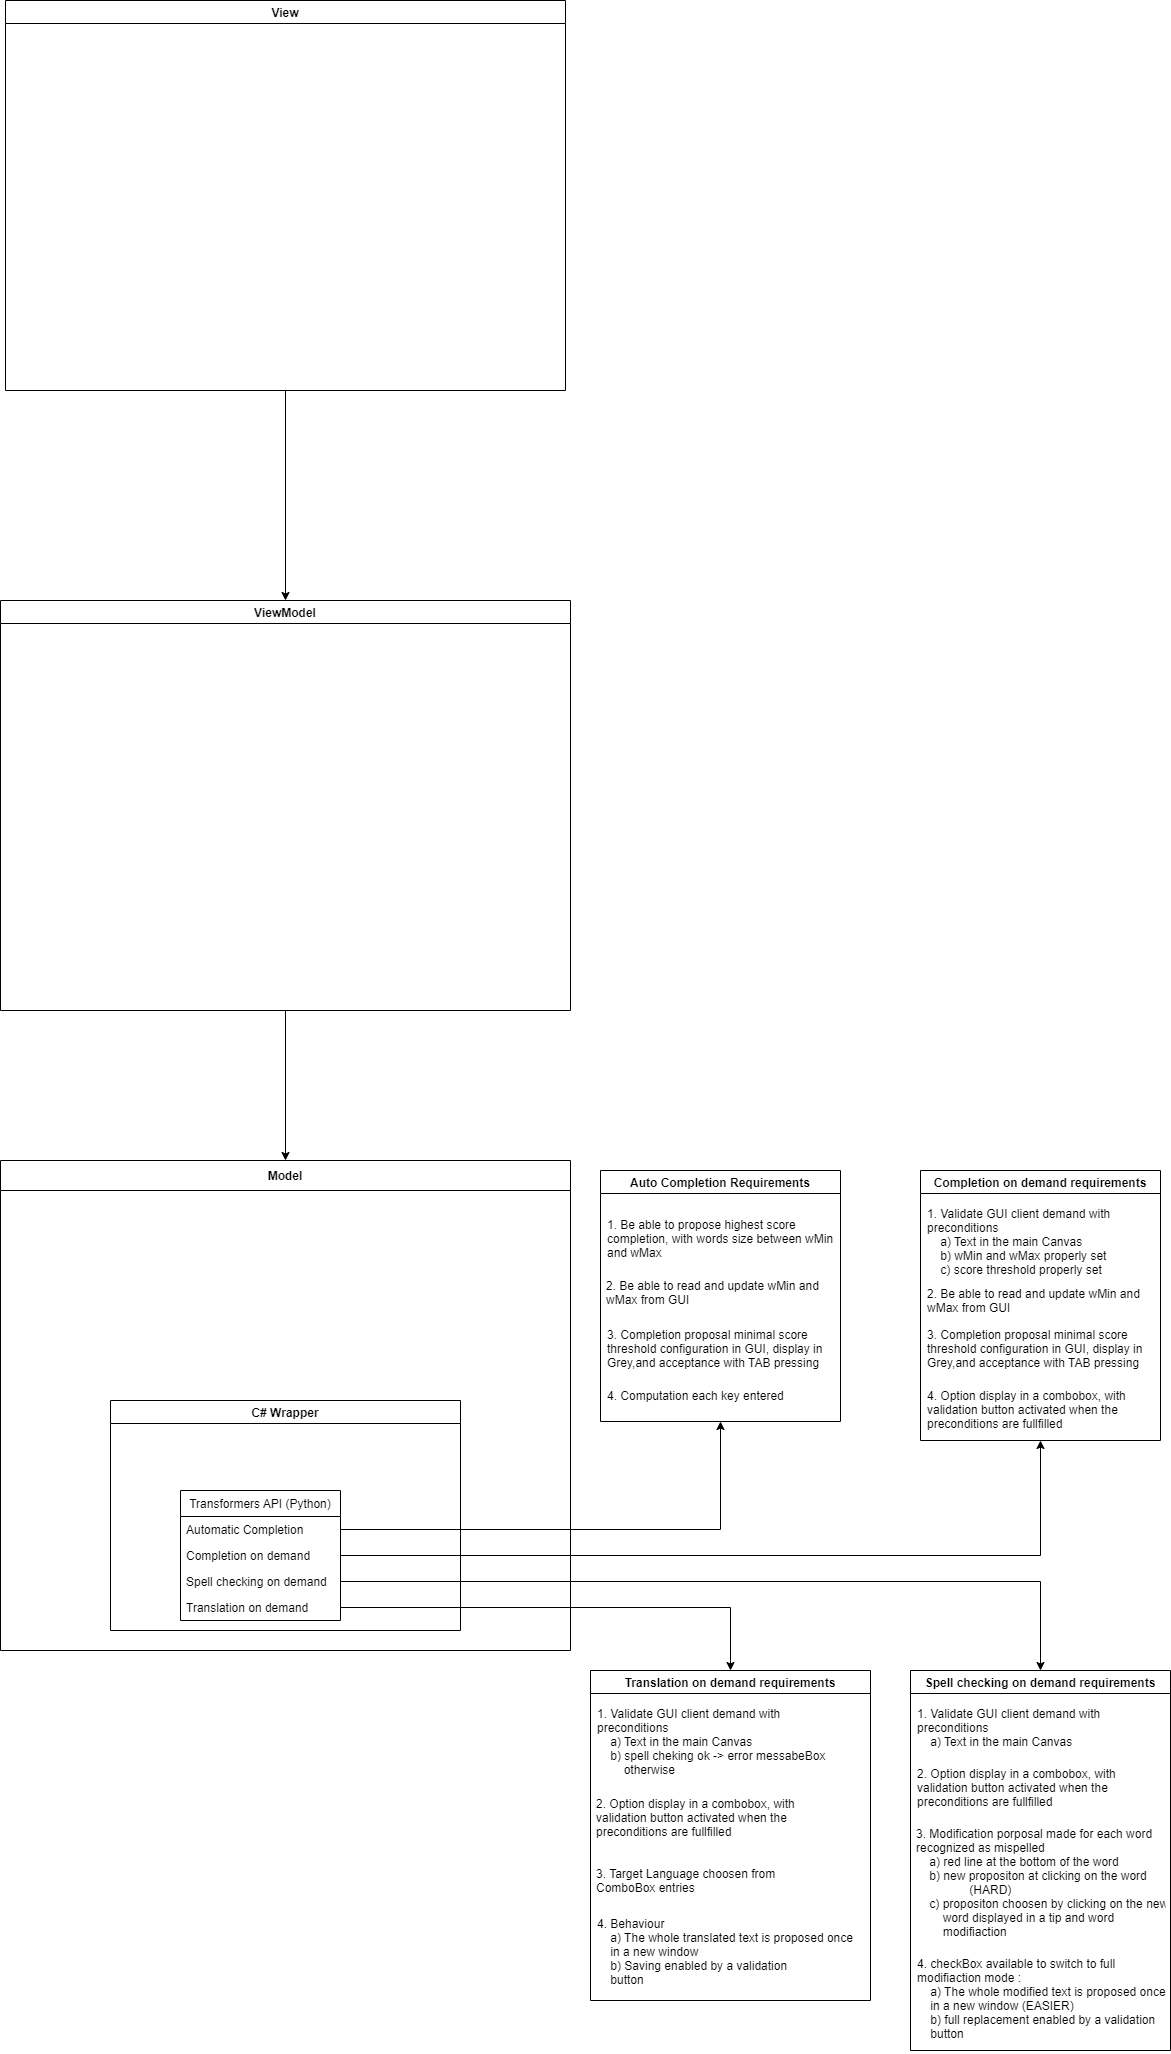 View
ViewModel
Model
C# Wrapper
Transformers API (Python)
Automatic Completion
Completion on demand
Spell checking on demand
Translation on demand
Auto Completion Requirements
1. Be able to propose highest score
completion, with words size between wMin
and wMax
2. Be able to read and update wMin and
wMax from GUI
3. Completion proposal minimal score
threshold configuration in GUI, display in
Grey,and acceptance with TAB pressing
4. Computation each key entered
Completion on demand requirements
1. Validate GUI client demand with
preconditions
a) Text in the main Canvas
b) wMin and wMax properly set
c) score threshold properly set
2. Be able to read and update wMin and
wMax from GUI
3. Completion proposal minimal score
threshold configuration in GUI, display in
Grey,and acceptance with TAB pressing
4. Option display in a combobox, with
validation button activated when the
preconditions are fullfilled
Translation on demand requirements
1. Validate GUI client demand with
preconditions
a) Text in the main Canvas
b) spell cheking ok -> error messabeBox
otherwise
2. Option display in a combobox, with
validation button activated when the
preconditions are fullfilled
3. Target Language choosen from
ComboBox entries
4. Behaviour
a) The whole translated text is proposed once
in a new window
b) Saving enabled by a validation
button
Spell checking on demand requirements
1. Validate GUI client demand with
preconditions
a) Text in the main Canvas
2. Option display in a combobox, with
validation button activated when the
preconditions are fullfilled
3. Modification porposal made for each word
recognized as mispelled
a) red line at the bottom of the word
b) new propositon at clicking on the word
(HARD)
c) propositon choosen by clicking on the new
word displayed in a tip and word
modifiaction
4. checkBox available to switch to full
modifiaction mode :
a) The whole modified text is proposed once
in a new window (EASIER)
b) full replacement enabled by a validation
button